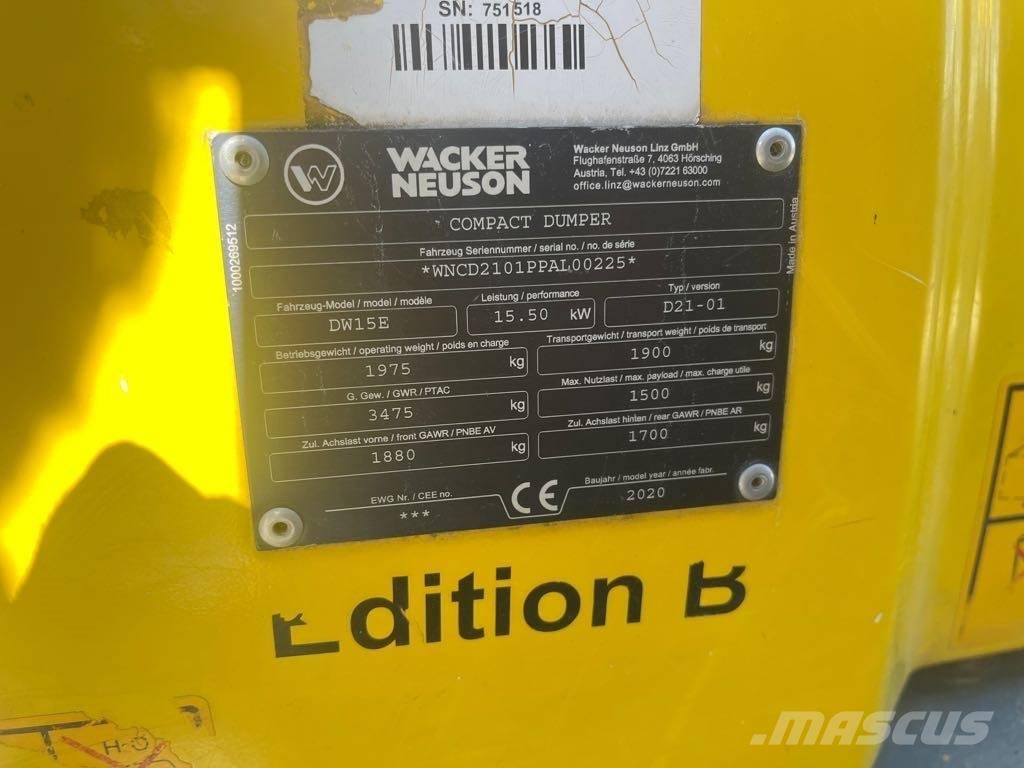 SN: 751518
WACKER
NEUSON
Wacker Neuson Linz GmbH
Flughafenstraße 7, 4063 Hörsching
Austria, Tel. +43 (0)7221 63000
office.linz@wackerneuson.com
COMPACT DUMPER
Fahrzeug Seriennummer / serial no. / no. de série
*WNCD2101PPAL00225*
Fahrzeug-Model / model / modèle
DW15E
Leistung / performance
15.50 kW
Typ / version
D21-01
Betriebsgewicht / operating weight / poids en charge
1975 kg
Transportgewicht / transport weight / poids de transport
1900 kg
G. Gew. / GWR / PTAC
3475 kg
Max. Nutzlast / max. payload / max. charge utile
1500 kg
Zul. Achslast vorne / front GAWR / PNBE AV
1880 kg
Zul. Achslast hinten / rear GAWR / PNBE AR
1700 kg
EWG Nr. / CEE no.
***
CE
Baujahr / model year / année fabr.
2020
1000269512
Made in Austria
Edition B
MASCUS